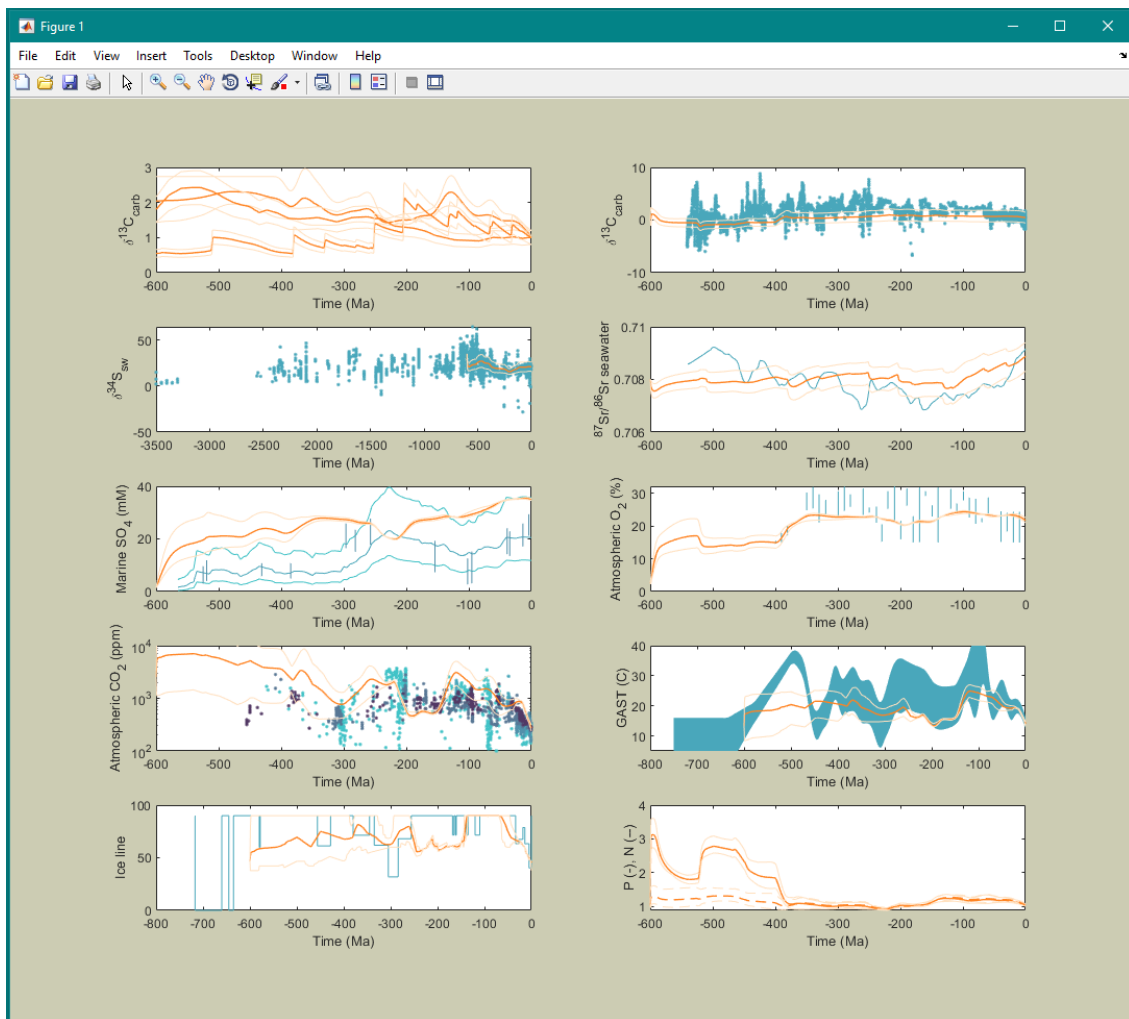 Figure 1
File Edit View Insert Tools Desktop Window Help
δ13Ccarb
3
2
1
0
-600 -500 -400 -300 -200 -100 0
Time (Ma)
δ13Ccarb
10
0
-10
-600 -500 -400 -300 -200 -100 0
Time (Ma)
δ34Ssw
50
0
-50
-3500 -3000 -2500 -2000 -1500 -1000 -500 0
Time (Ma)
87Sr/86Sr seawater
0.71
0.708
0.706
-600 -500 -400 -300 -200 -100 0
Time (Ma)
Marine SO4 (mM)
40
20
0
-600 -500 -400 -300 -200 -100 0
Time (Ma)
Atmospheric O2 (%)
30
20
10
0
-600 -500 -400 -300 -200 -100 0
Time (Ma)
Atmospheric CO2 (ppm)
104
103
102
-600 -500 -400 -300 -200 -100 0
Time (Ma)
GAST (C)
40
30
20
10
-800 -700 -600 -500 -400 -300 -200 -100 0
Time (Ma)
Ice line
100
50
0
-800 -700 -600 -500 -400 -300 -200 -100 0
Time (Ma)
P (-), N (--)
4
3
2
1
-600 -500 -400 -300 -200 -100 0
Time (Ma)